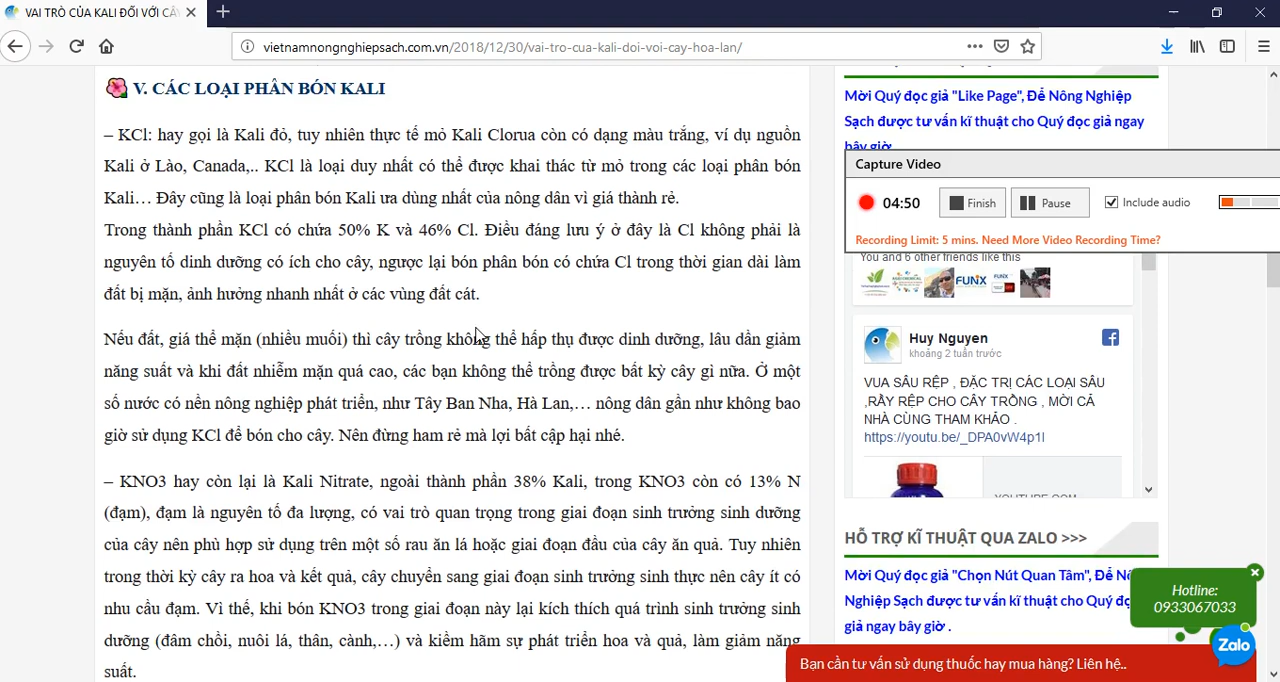 VAI TRÒ CỦA KALI ĐỐI VỚI CÂY
vietnamnongnghiepsach.com.vn/2018/12/30/vai-tro-cua-kali-doi-voi-cay-hoa-lan/
V. CÁC LOẠI PHÂN BÓN KALI
– KCl: hay gọi là Kali đỏ, tuy nhiên thực tế mỏ Kali Clorua còn có dạng màu trắng, ví dụ nguồn
Kali ở Lào, Canada,.. KCl là loại duy nhất có thể được khai thác từ mỏ trong các loại phân bón
Kali… Đây cũng là loại phân bón Kali ưa dùng nhất của nông dân vì giá thành rẻ.
Trong thành phần KCl có chứa 50% K và 46% Cl. Điều đáng lưu ý ở đây là Cl không phải là
nguyên tố dinh dưỡng có ích cho cây, ngược lại bón phân bón có chứa Cl trong thời gian dài làm
đất bị mặn, ảnh hưởng nhanh nhất ở các vùng đất cát.
Nếu đất, giá thể mặn (nhiều muối) thì cây trồng không thể hấp thụ được dinh dưỡng, lâu dần giảm
năng suất và khi đất nhiễm mặn quá cao, các bạn không thể trồng được bất kỳ cây gì nữa. Ở một
số nước có nền nông nghiệp phát triển, như Tây Ban Nha, Hà Lan,… nông dân gần như không bao
giờ sử dụng KCl để bón cho cây. Nên đừng ham rẻ mà lợi bất cập hại nhé.
– KNO3 hay còn lại là Kali Nitrate, ngoài thành phần 38% Kali, trong KNO3 còn có 13% N
(đạm), đạm là nguyên tố đa lượng, có vai trò quan trọng trong giai đoạn sinh trưởng sinh dưỡng
của cây nên phù hợp sử dụng trên một số rau ăn lá hoặc giai đoạn đầu của cây ăn quả. Tuy nhiên
trong thời kỳ cây ra hoa và kết quả, cây chuyển sang giai đoạn sinh trưởng sinh thực nên cây ít có
nhu cầu đạm. Vì thế, khi bón KNO3 trong giai đoạn này lại kích thích quá trình sinh trưởng sinh
dưỡng (đâm chồi, nuôi lá, thân, cành,…) và kiềm hãm sự phát triển hoa và quả, làm giảm năng
suất.
Mời Quý đọc giả "Like Page", Để Nông Nghiệp
Sạch được tư vấn kĩ thuật cho Quý đọc giả ngay
bây giờ
Capture Video
04:50
Finish
Pause
Include audio
Recording Limit: 5 mins. Need More Video Recording Time?
You and 6 other friends like this
FUNX
Huy Nguyen
khoảng 2 tuần trước
VUA SÂU RỆP , ĐẶC TRỊ CÁC LOẠI SÂU
,RẦY RỆP CHO CÂY TRỒNG , MỜI CẢ
NHÀ CÙNG THAM KHẢO .
https://youtu.be/_DPA0vW4p1I
YOUTUBE.COM
HỖ TRỢ KĨ THUẬT QUA ZALO >>>
Mời Quý đọc giả "Chọn Nút Quan Tâm", Để
Nghiệp Sạch được tư vấn kĩ thuật cho Quý
giả ngay bây giờ .
Hotline:
0933067033
Zalo
Bạn cần tư vấn sử dụng thuốc hay mua hàng? Liên hệ..